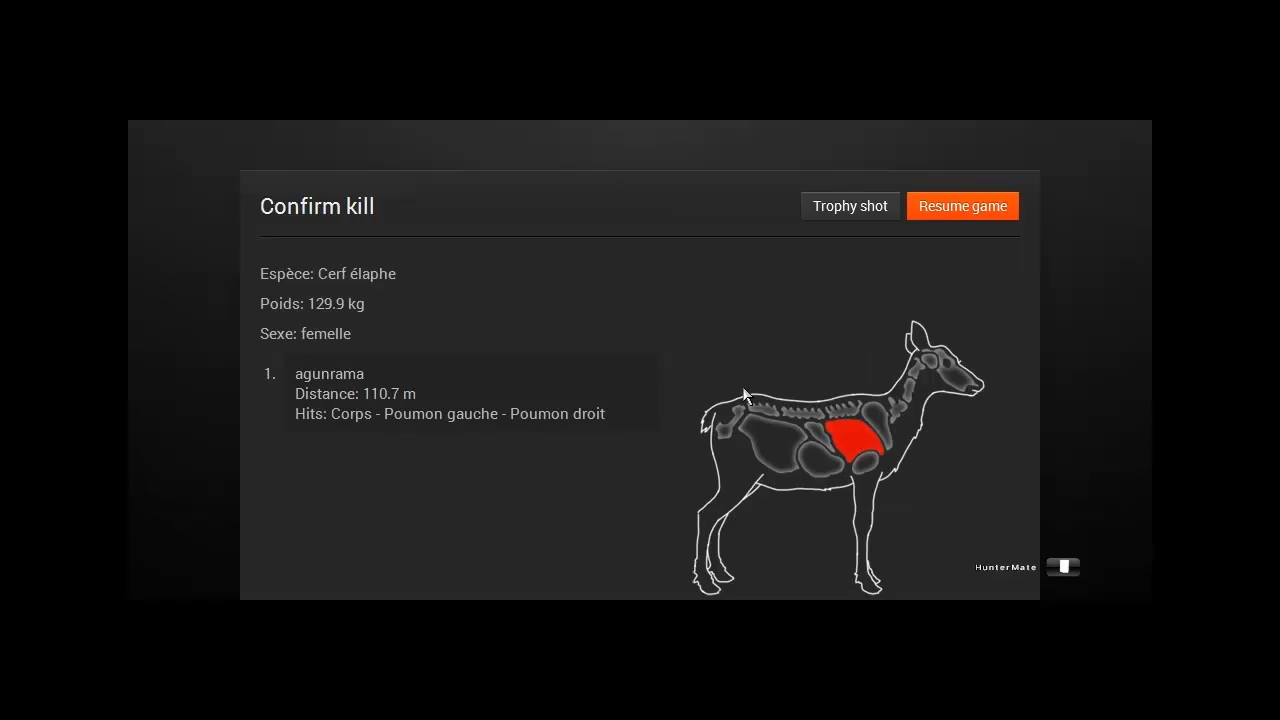 Confirm kill
Trophy shot
Resume game
Espèce: Cerf élaphe
Poids: 129.9 kg
Sexe: femelle
1. agunrama
Distance: 110.7 m
Hits: Corps - Poumon gauche - Poumon droit
HunterMate